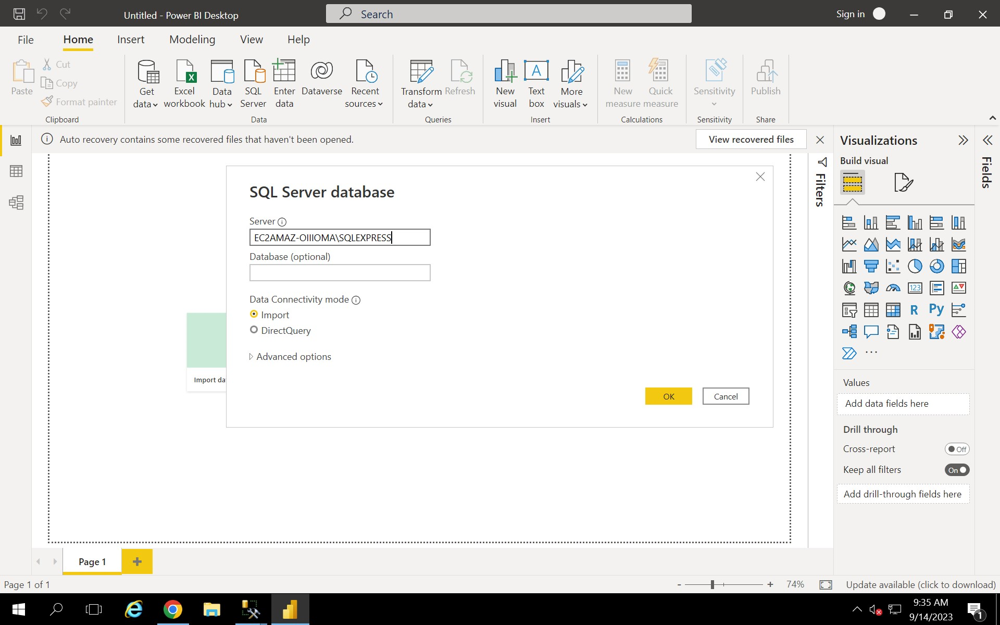 Untitled - Power BI Desktop
Search
Sign in
File
Home
Insert
Modeling
View
Help
Paste
Cut
Copy
Format painter
Clipboard
Get data
Excel workbook
Data hub
SQL Server
Enter data
Dataverse
Recent sources
Data
Transform data
Refresh
Queries
New visual
Text box
More visuals
Insert
New measure
Quick measure
Calculations
Sensitivity
Sensitivity
Publish
Share
Auto recovery contains some recovered files that haven't been opened.
View recovered files
SQL Server database
Server
EC2AMAZ-OIIIOMA\SQLEXPRESS
Database (optional)
Data Connectivity mode
Import
DirectQuery
Advanced options
OK
Cancel
Import da
Filters
Visualizations
Build visual
123
R
Py
Values
Add data fields here
Drill through
Cross-report
Off
Keep all filters
On
Add drill-through fields here
Fields
Page 1
Page 1 of 1
74%
Update available (click to download)
9:35 AM
9/14/2023
1